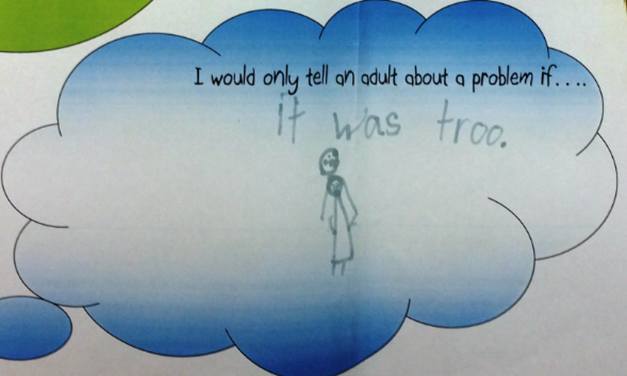 I would only tell an adult about a problem if....
it was troo.